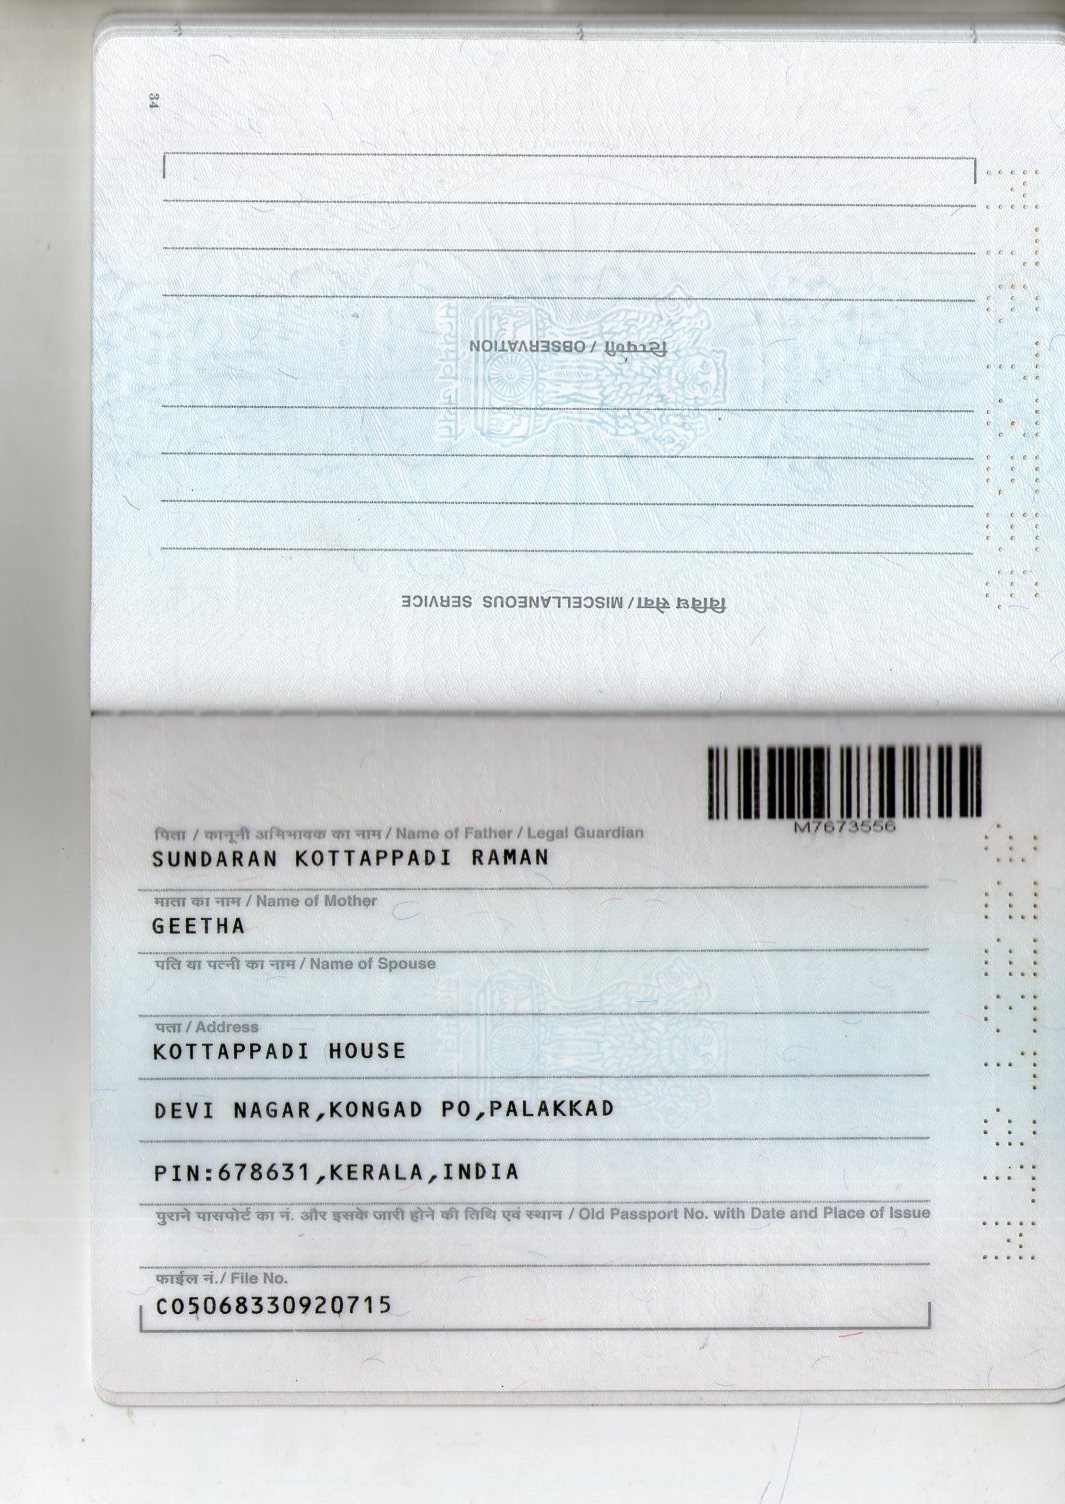 34
टिप्पणी / OBSERVATION
विविध सेवा / MISCELLANEOUS SERVICE
M7673556
पिता / कानूनी अभिभावक का नाम / Name of Father / Legal Guardian
SUNDARAN KOTTAPPADI RAMAN
माता का नाम / Name of Mother
GEETHA
पति या पत्नी का नाम / Name of Spouse
पता / Address
KOTTAPPADI HOUSE
DEVI NAGAR,KONGAD PO,PALAKKAD
PIN:678631,KERALA,INDIA
पुराने पासपोर्ट का नं. और इसके जारी होने की तिथि एवं स्थान / Old Passport No. with Date and Place of Issue
फाईल नं./ File No.
CO5068330920715